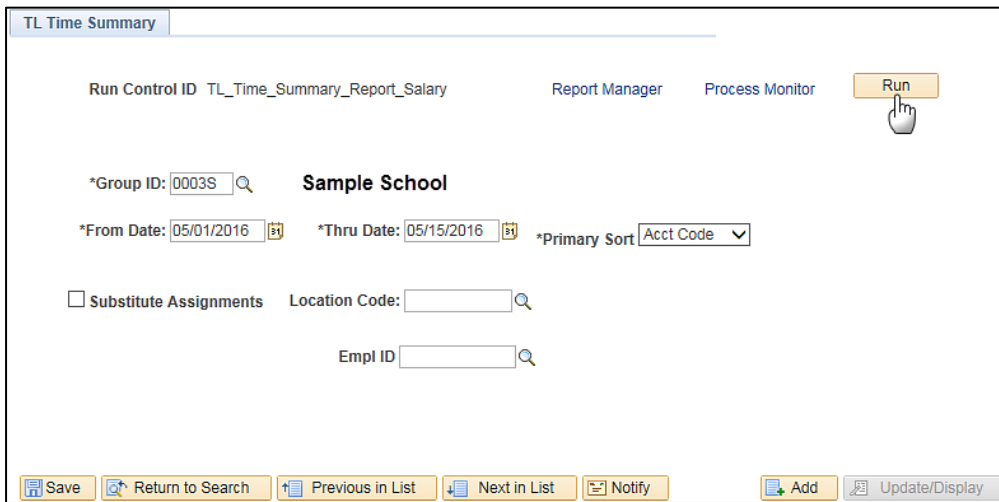 TL Time Summary
Run Control ID TL_Time_Summary_Report_Salary Report Manager Process Monitor Run
*Group ID: 0003S Sample School
*From Date: 05/01/2016 31 *Thru Date: 05/15/2016 31 *Primary Sort Acct Code
Substitute Assignments Location Code:
Empl ID
Save Return to Search Previous in List Next in List Notify Add Update/Display